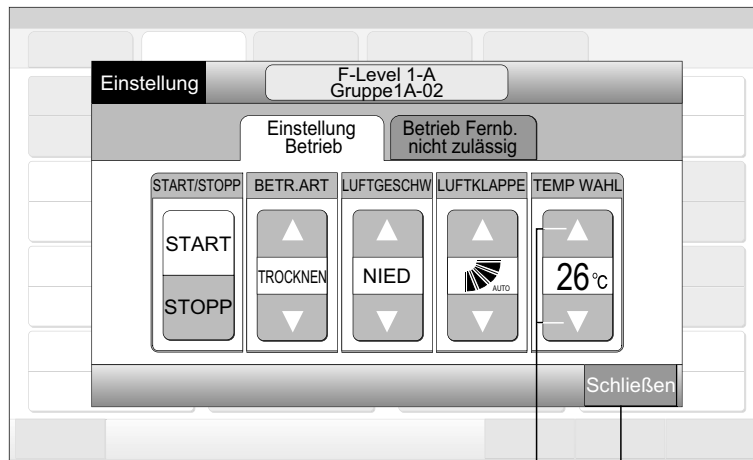 Einstellung
F-Level 1-A
Gruppe1A-02
Einstellung
Betrieb
Betrieb Fernb.
nicht zulässig
START/STOPP
BETR.ART
LUFTGESCHW
LUFTKLAPPE
TEMP WAHL
START
STOPP
TROCKNEN
NIED
AUTO
26°C
Schließen